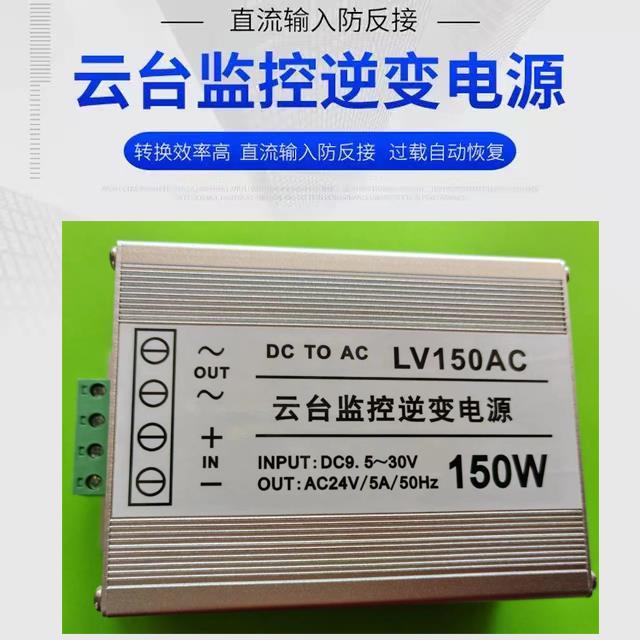 直流输入防反接
云台监控逆变电源
转换效率高 直流输入防反接 过载自动恢复
DC TO AC LV150AC
～
OUT
～
云台监控逆变电源
+
IN
−
INPUT:DC9.5～30V
OUT:AC24V/5A/50Hz
150W